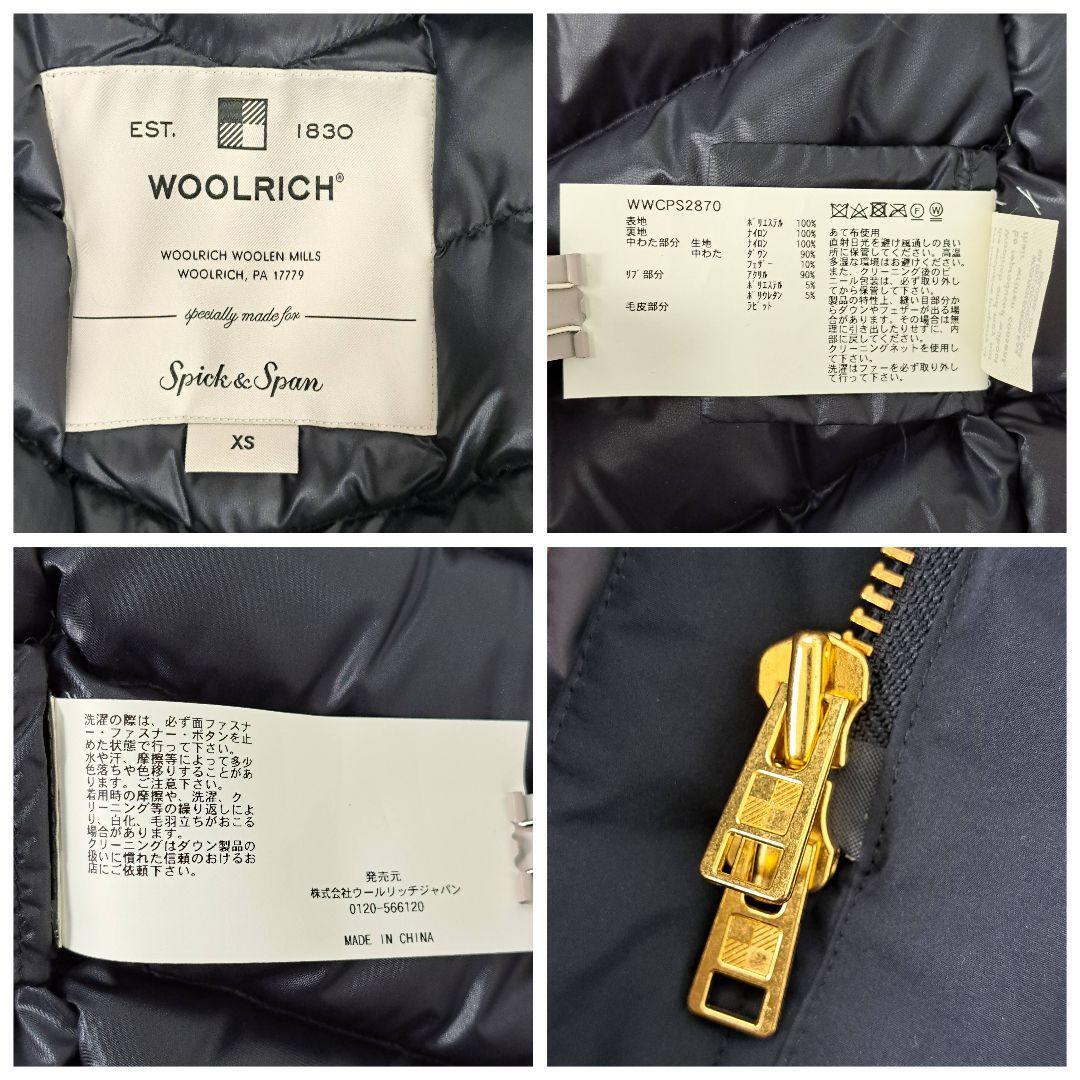 EST. 1830
WOOLRICH®
WOOLRICH WOOLEN MILLS
WOOLRICH, PA 17779
specially made for
Spick & Span
XS
WWCPS2870
表地 ポリエステル 100%
裏地 ナイロン 100%
中わた部分 生地 ナイロン 100%
中わた ダウン 90%
フェザー 10%
リブ部分 アクリル 90%
ポリエステル 5%
ポリウレタン 5%
毛皮部分 ラビット
F W
あて布使用
直射日光を避け風通しの良い
所に保管してください。高温
多湿な環境はお避けください。
また、クリーニング後のビ
ニール包装は、必ず取り外し
てから保管して下さい。
製品の特性上、縫い目部分か
らダウンやフェザーが出る場
合があります。その場合は無
理に引き出したりせずに、内
部に戻してください。
クリーニングネットを使用し
て下さい。
洗濯はファーを必ず取り外し
て行って下さい。
洗濯の際は、必ず面ファスナ
ー・ファスナー・ボタンを止
めた状態で行って下さい。
水や汗、摩擦等によって多少
色落ちや色移りすることがあ
ります。ご注意下さい。
着用時の摩擦や、洗濯、ク
リーニング等の繰り返しによ
り、白化、毛羽立ちがおこる
場合があります。
クリーニングはダウン製品の
扱いに慣れた信頼のおけるお
店にご依頼下さい。
発売元
株式会社ウールリッチジャパン
0120-566120
MADE IN CHINA